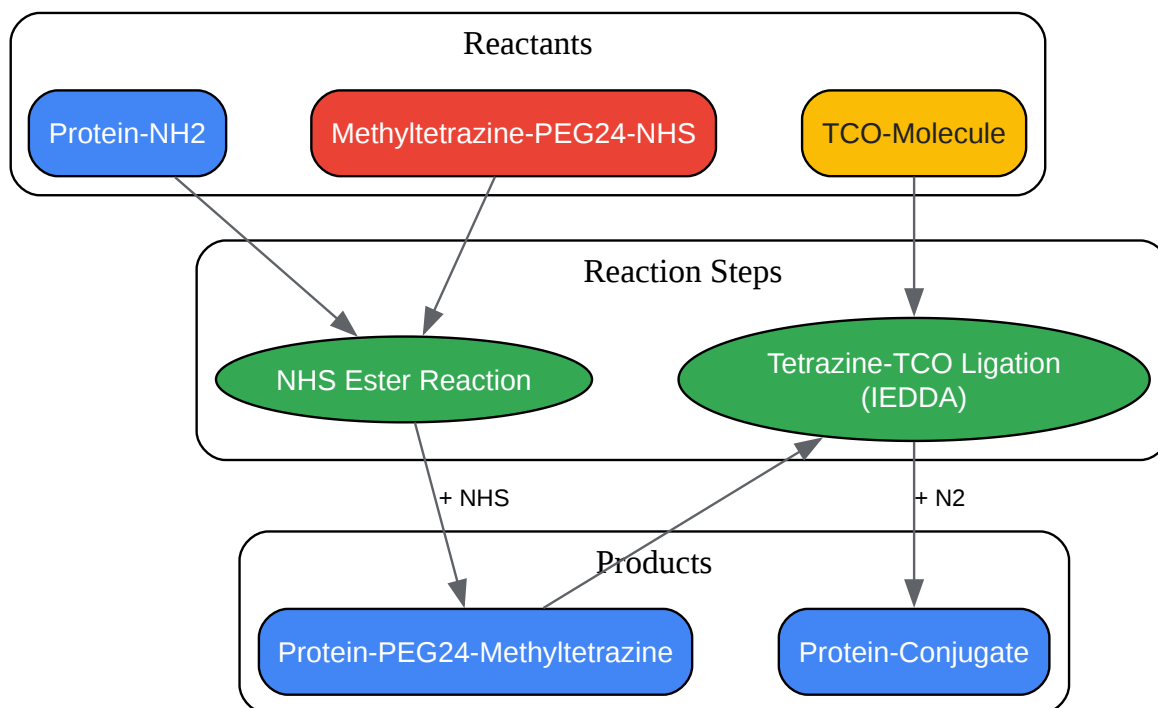 Reactants
Protein-NH2
Methyltetrazine-PEG24-NHS
TCO-Molecule
Reaction Steps
NHS Ester Reaction
Tetrazine-TCO Ligation
(IEDDA)
+ NHS
+ N2
Products
Protein-PEG24-Methyltetrazine
Protein-Conjugate